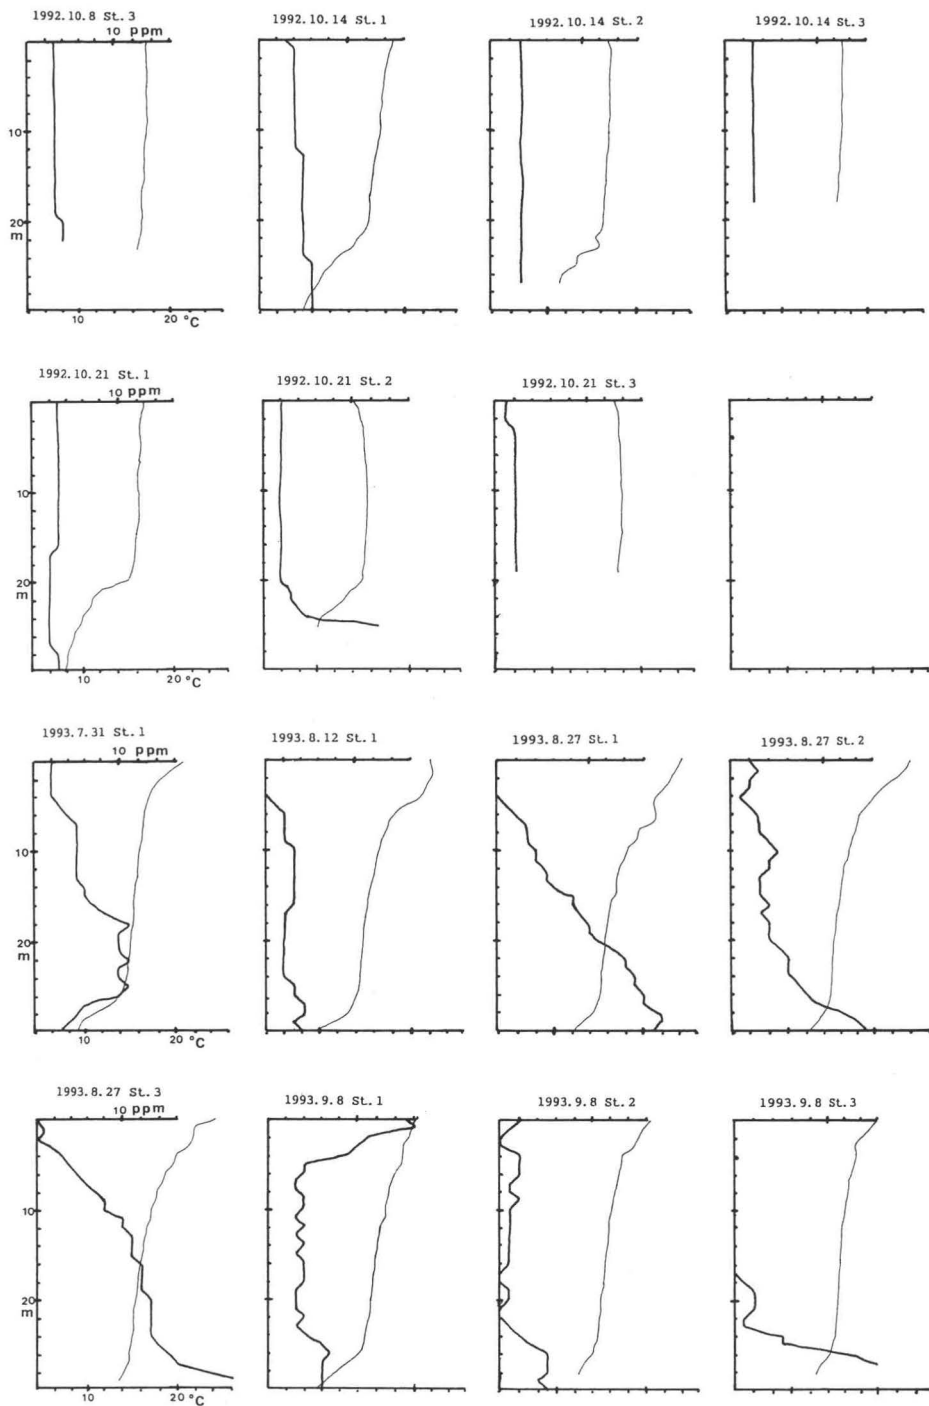 1992.10.8 St.3
1992.10.14 St.1
1992.10.14 St.2
1992.10.14 St.3
10 ppm
10
20
m
10
20 °C
1992.10.21 St.1
1992.10.21 St.2
1992.10.21 St.3
10 ppm
10
20
m
10
20 °C
1993.7.31 St.1
1993.8.12 St.1
1993.8.27 St.1
1993.8.27 St.2
10 ppm
10
20
m
10
20 °C
1993.8.27 St.3
1993.9.8 St.1
1993.9.8 St.2
1993.9.8 St.3
10 ppm
10
20
m
10
20 °C